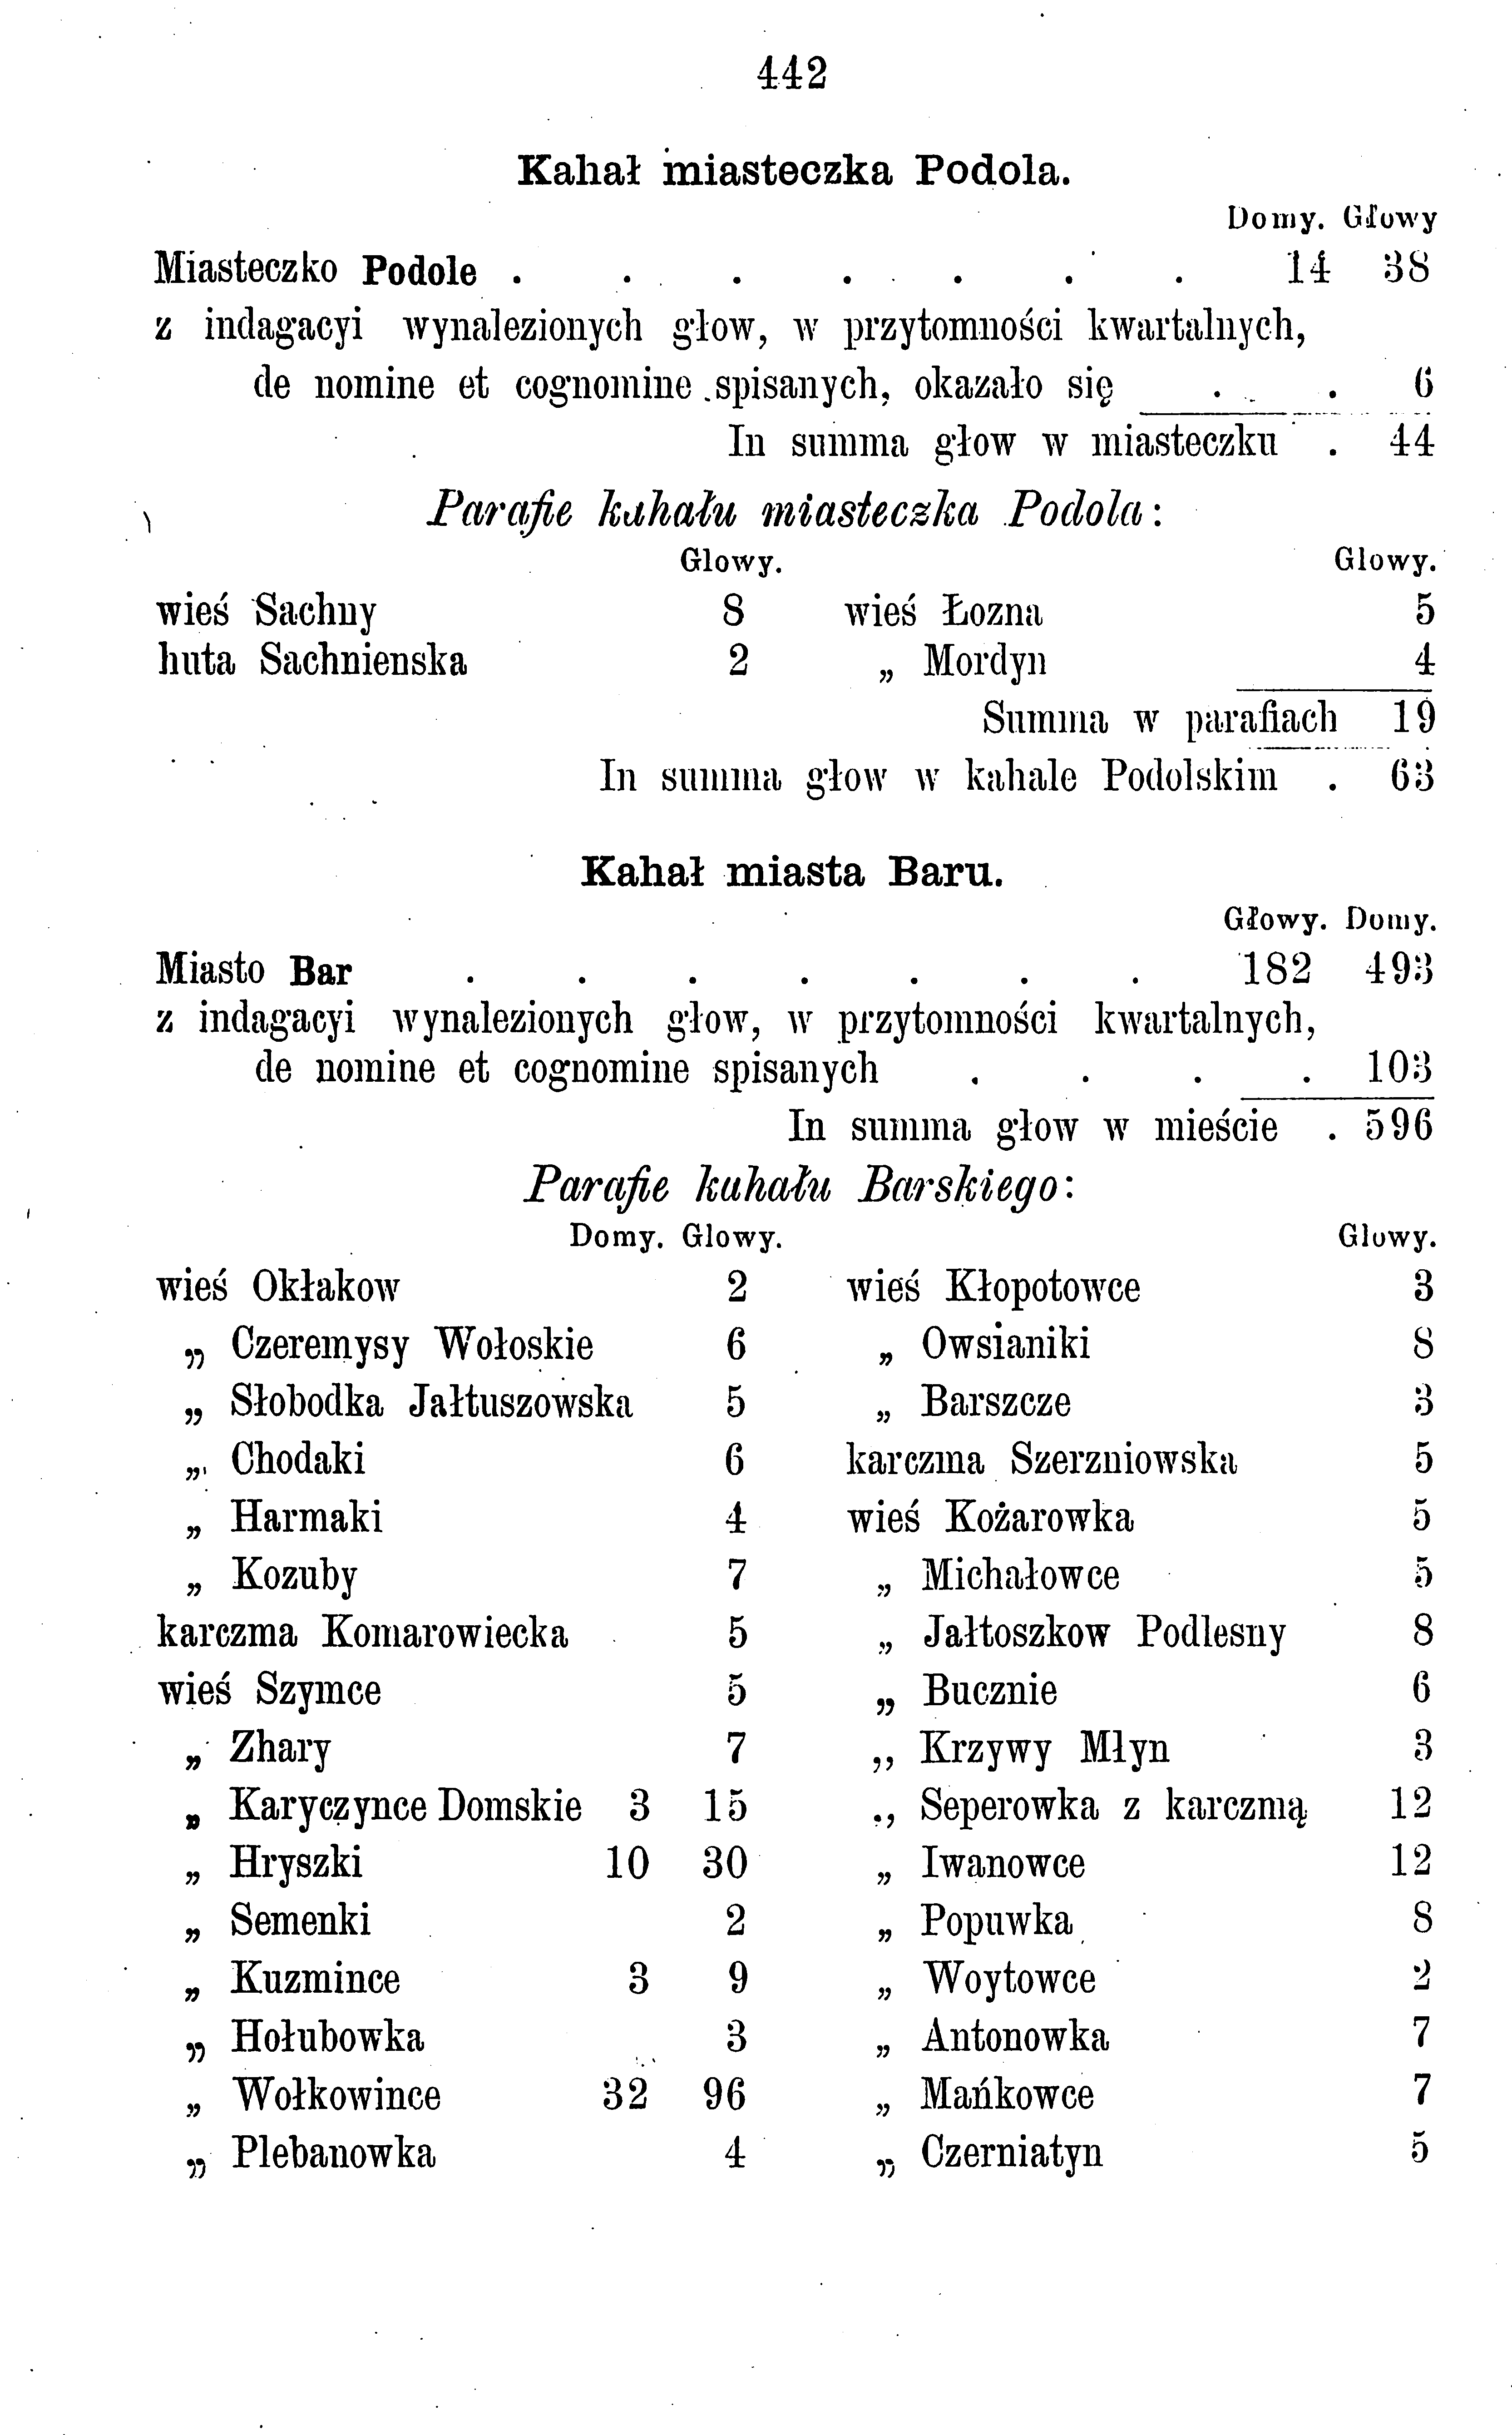 442
Kahał miasteczka Podola.
Domy. Głowy
Miasteczko Podole . . . . . . . 14 38
z indagacyi wynalezionych głow, w przytomności kwartalnych,
de nomine et cognomine spisanych, okazało się . . 6
In summa głow w miasteczku . 44
Parafie kahału miasteczka Podola:
Glowy. Glowy.
wieś Sachny 8 wieś Łozna 5
huta Sachnienska 2 „ Mordyn 4
Summa w parafiach 19
In summa głow w kahale Podolskim . 63
Kahał miasta Baru.
Głowy. Domy.
Miasto Bar . . . . . . . 182 493
z indagacyi wynalezionych głow, w przytomności kwartalnych,
de nomine et cognomine spisanych . . . . 103
In summa głow w mieście . 596
Parafie kahału Barskiego:
Domy. Glowy. Glowy.
wieś Okłakow 2 wieś Kłopotowce 3
„ Czeremysy Wołoskie 6 „ Owsianiki 8
„ Słobodka Jałtuszowska 5 „ Barszcze 3
„ Chodaki 6 karczma Szerzniowska 5
„ Harmaki 4 wieś Kożarowka 5
„ Kozuby 7 „ Michałowce 5
karczma Komarowiecka 5 „ Jałtoszkow Podlesny 8
wieś Szymce 5 „ Bucznie 6
„ Zhary 7 ,, Krzywy Młyn 3
„ Karyczynce Domskie 3 15 ,, Seperowka z karczmą 12
„ Hryszki 10 30 „ Iwanowce 12
„ Semenki 2 „ Popuwka 8
„ Kuzmince 3 9 „ Woytowce 2
„ Hołubowka 3 „ Antonowka 7
„ Wołkowince 32 96 „ Mańkowce 7
„ Plebanowka 4 „ Czerniatyn 5